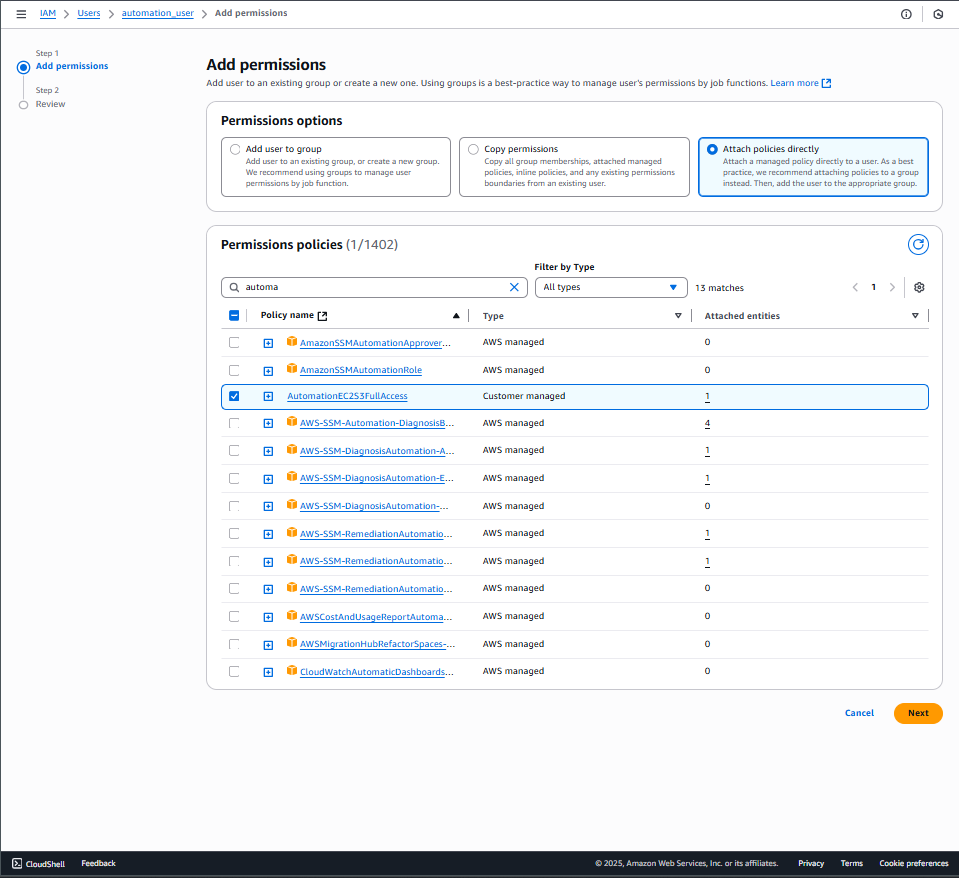 IAM > Users > automation_user > Add permissions
Step 1
Add permissions
Step 2
Review
Add permissions
Add user to an existing group or create a new one. Using groups is a best-practice way to manage user's permissions by job functions. Learn more
Permissions options
Add user to group
Add user to an existing group, or create a new group.
We recommend using groups to manage user
permissions by job function.
Copy permissions
Copy all group memberships, attached managed
policies, inline policies, and any existing permissions
boundaries from an existing user.
Attach policies directly
Attach a managed policy directly to a user. As a best
practice, we recommend attaching policies to a group
instead. Then, add the user to the appropriate group.
Permissions policies (1/1402)
Filter by Type
automa All types 13 matches 1
Policy name Type Attached entities
AmazonSSMAutomationApprover... AWS managed 0
AmazonSSMAutomationRole AWS managed 0
AutomationEC2S3FullAccess Customer managed 1
AWS-SSM-Automation-DiagnosisB... AWS managed 4
AWS-SSM-DiagnosisAutomation-A... AWS managed 1
AWS-SSM-DiagnosisAutomation-E... AWS managed 1
AWS-SSM-DiagnosisAutomation-... AWS managed 0
AWS-SSM-RemediationAutomatio... AWS managed 1
AWS-SSM-RemediationAutomatio... AWS managed 1
AWS-SSM-RemediationAutomatio... AWS managed 0
AWSCostAndUsageReportAutoma... AWS managed 0
AWSMigrationHubRefactorSpaces-... AWS managed 0
CloudWatchAutomaticDashboards... AWS managed 0
Cancel Next
CloudShell Feedback © 2025, Amazon Web Services, Inc. or its affiliates. Privacy Terms Cookie preferences